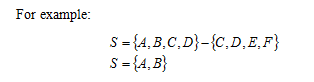 For example:
S = {A,B,C,D}−{C,D,E,F}
S = {A,B}